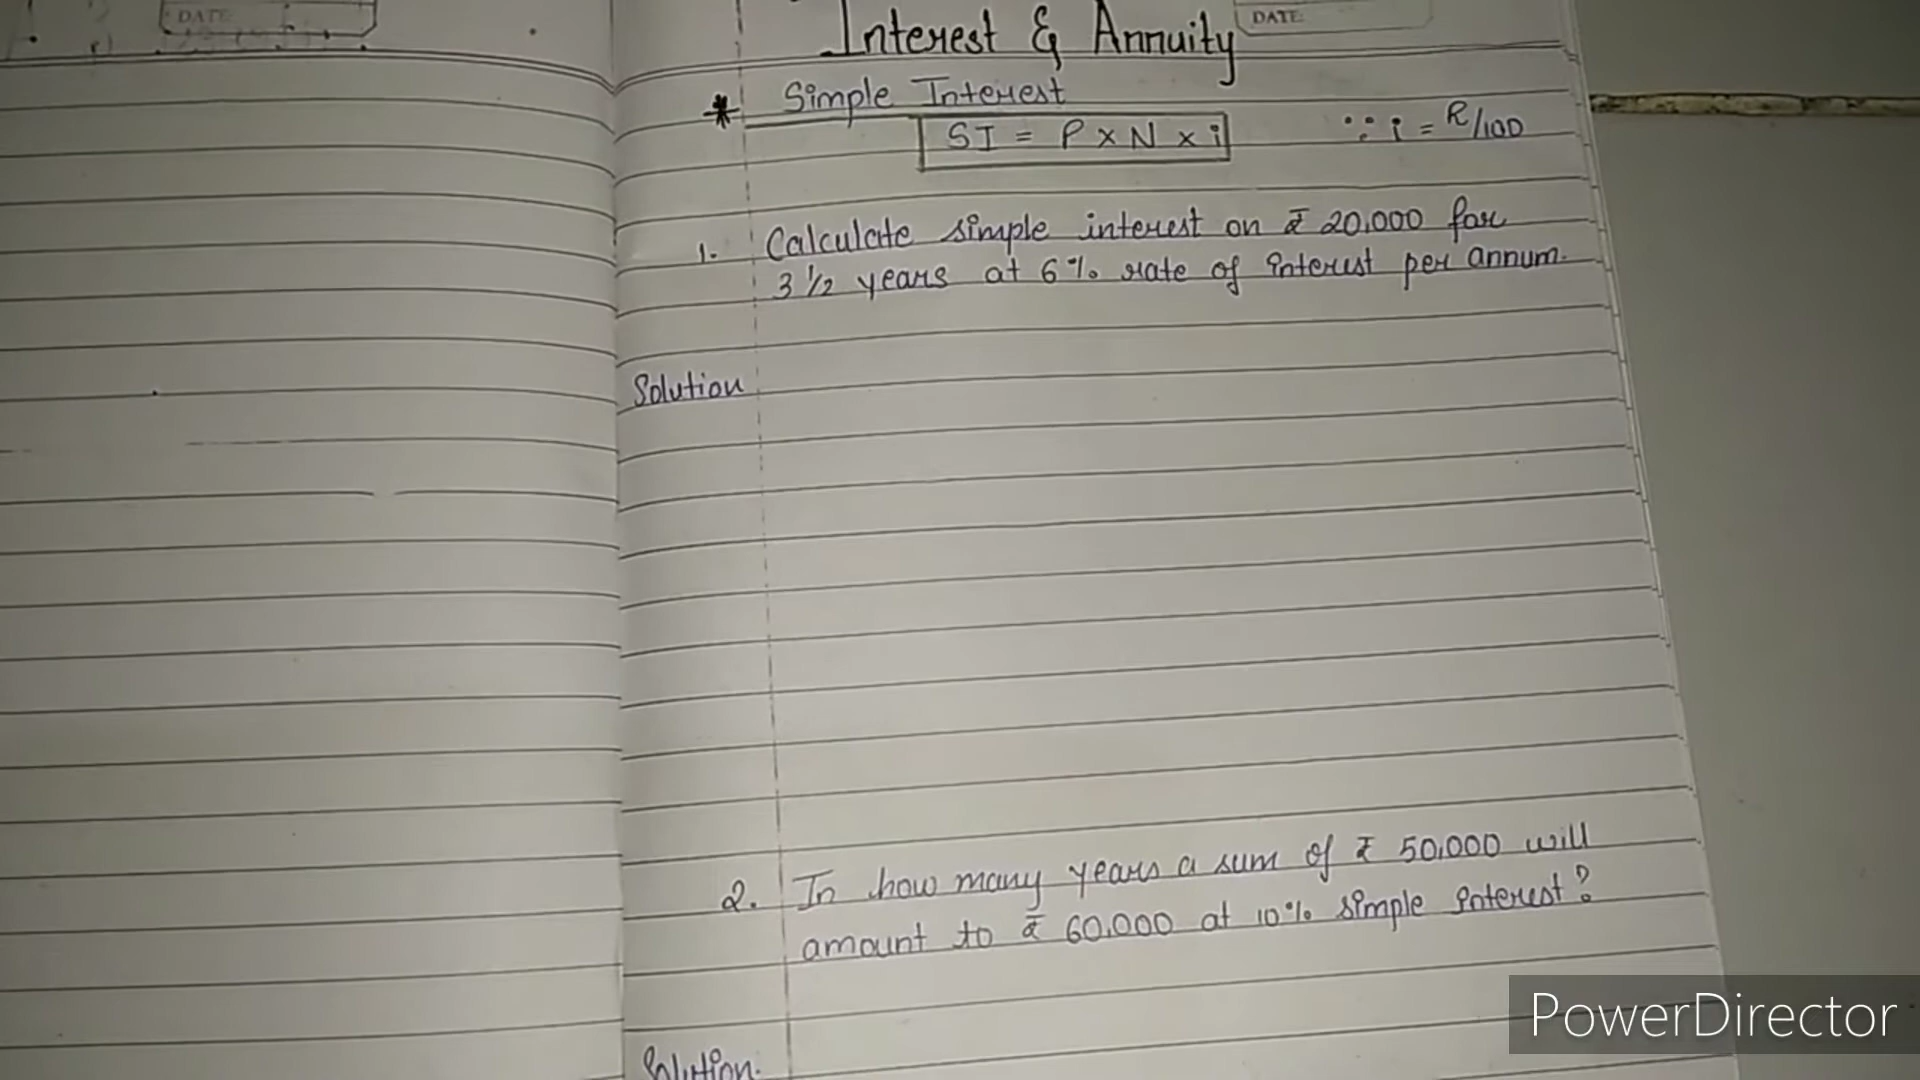 DATE
DATE
Interest & Annuity
* Simple Interest
SI = P x N x i ∵ i = R/100
1. Calculate simple interest on ₹ 20,000 for
3 1/2 years at 6% rate of interest per annum.
Solution
2. In how many years a sum of ₹ 50,000 will
amount to ₹ 60,000 at 10% simple interest?
Solution.
PowerDirector